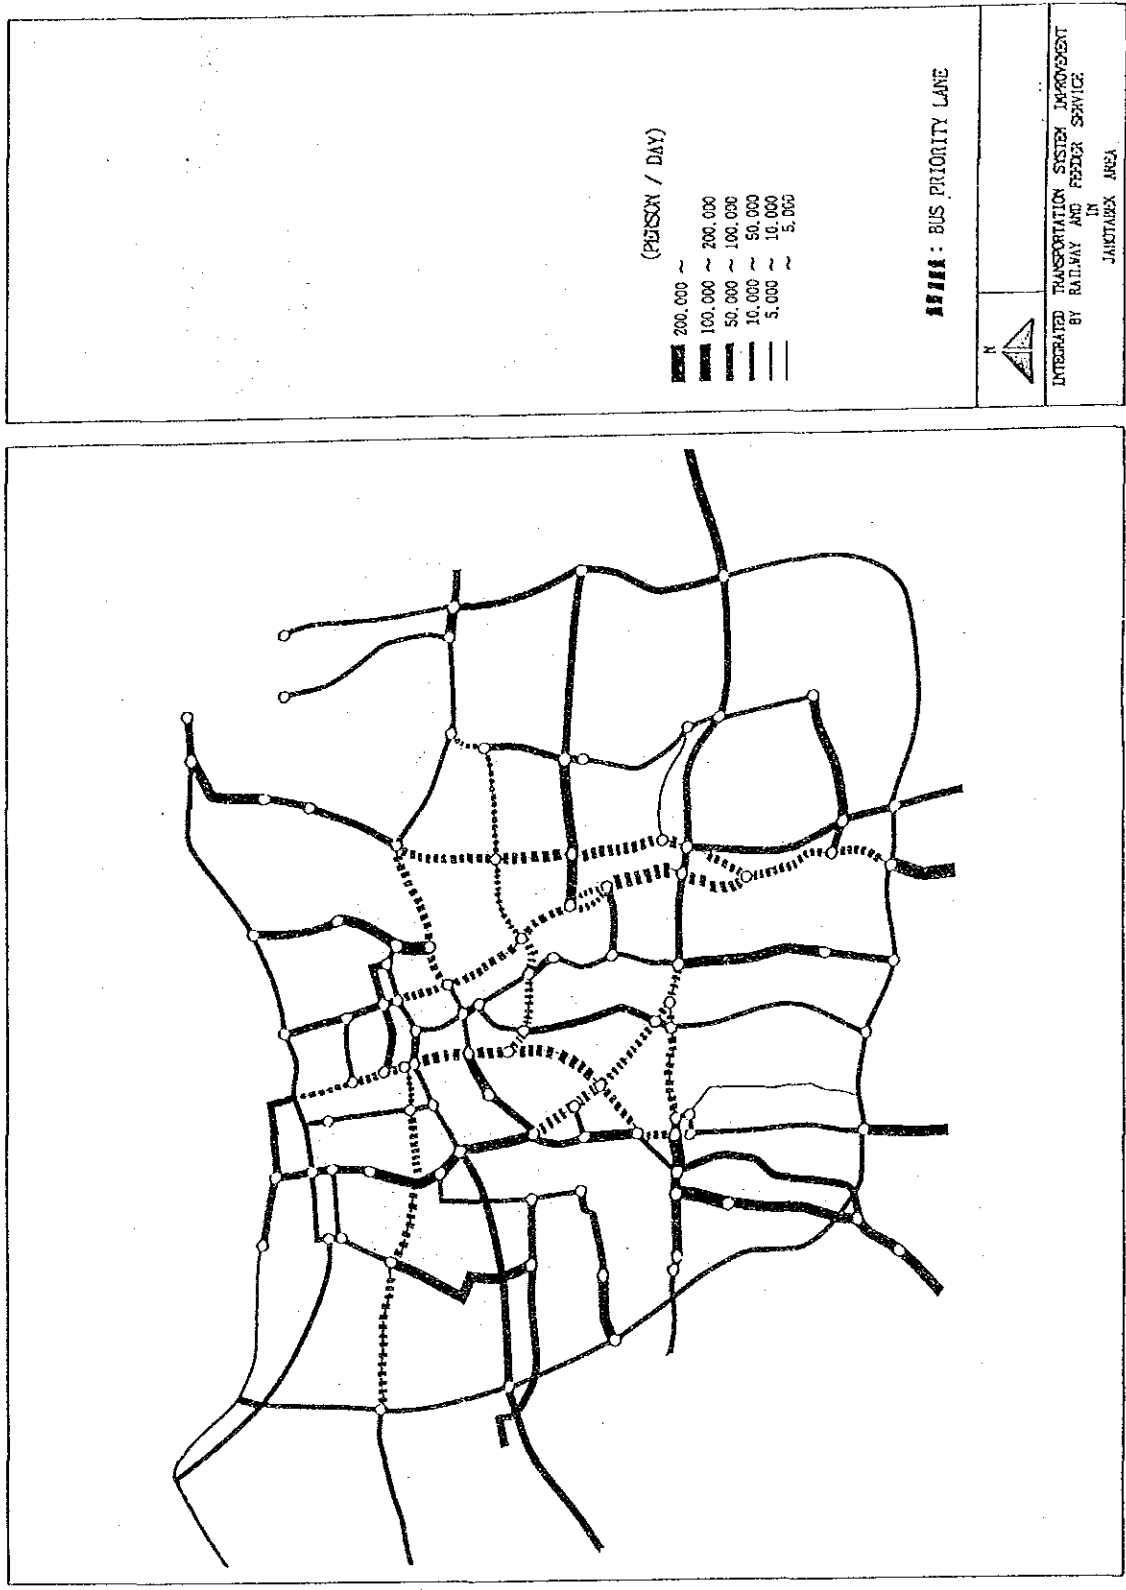 (PERSON / DAY)
200.000 ~
100.000 ~ 200.000
50.000 ~ 100.000
10.000 ~ 50.000
5.000 ~ 10.000
~ 5.000
: BUS PRIORITY LANE
N
INTEGRATED TRANSPORTATION SYSTEM IMPROVEMENT
BY RAILWAY AND FEEDER SERVICE
IN
JABOTABEK AREA